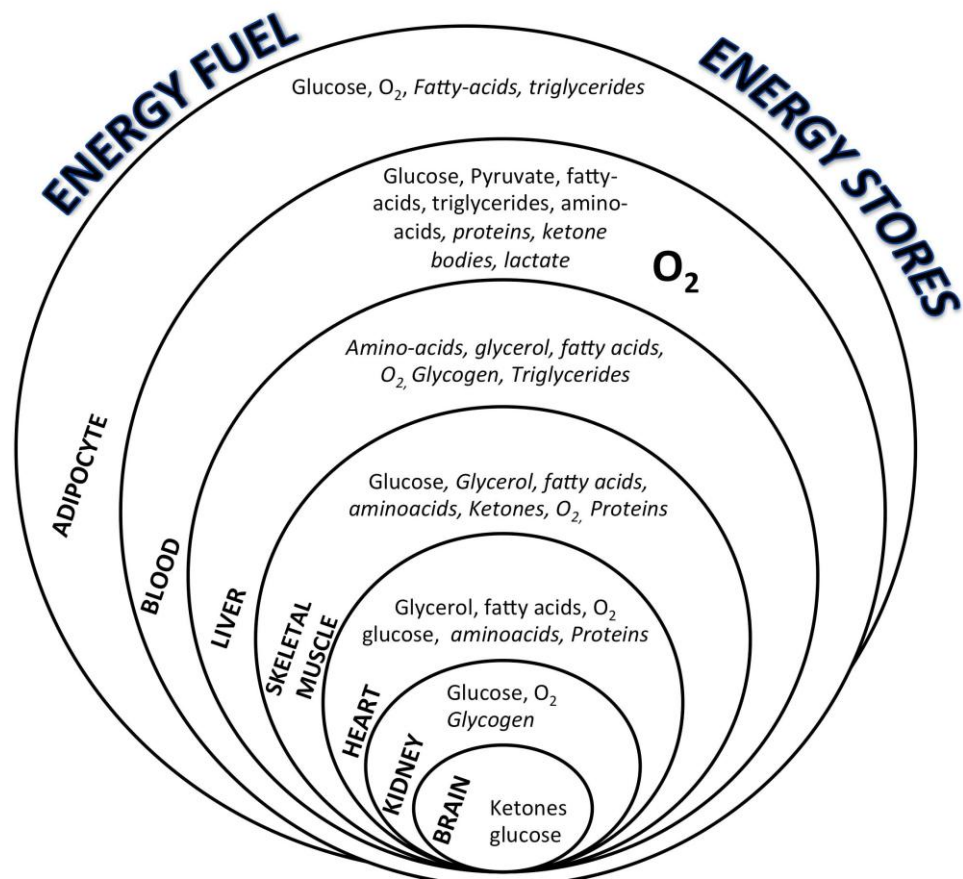 ENERGY FUEL
ENERGY STORES
Glucose, O₂, Fatty-acids, triglycerides
Glucose, Pyruvate, fatty-
acids, triglycerides, amino-
acids, proteins, ketone
bodies, lactate
O₂
Amino-acids, glycerol, fatty acids,
O₂, Glycogen, Triglycerides
Glucose, Glycerol, fatty acids,
aminoacids, Ketones, O₂, Proteins
Glycerol, fatty acids, O₂
glucose, aminoacids, Proteins
Glucose, O₂
Glycogen
Ketones
glucose
ADIPOCYTE
BLOOD
LIVER
SKELETAL
MUSCLE
HEART
KIDNEY
BRAIN